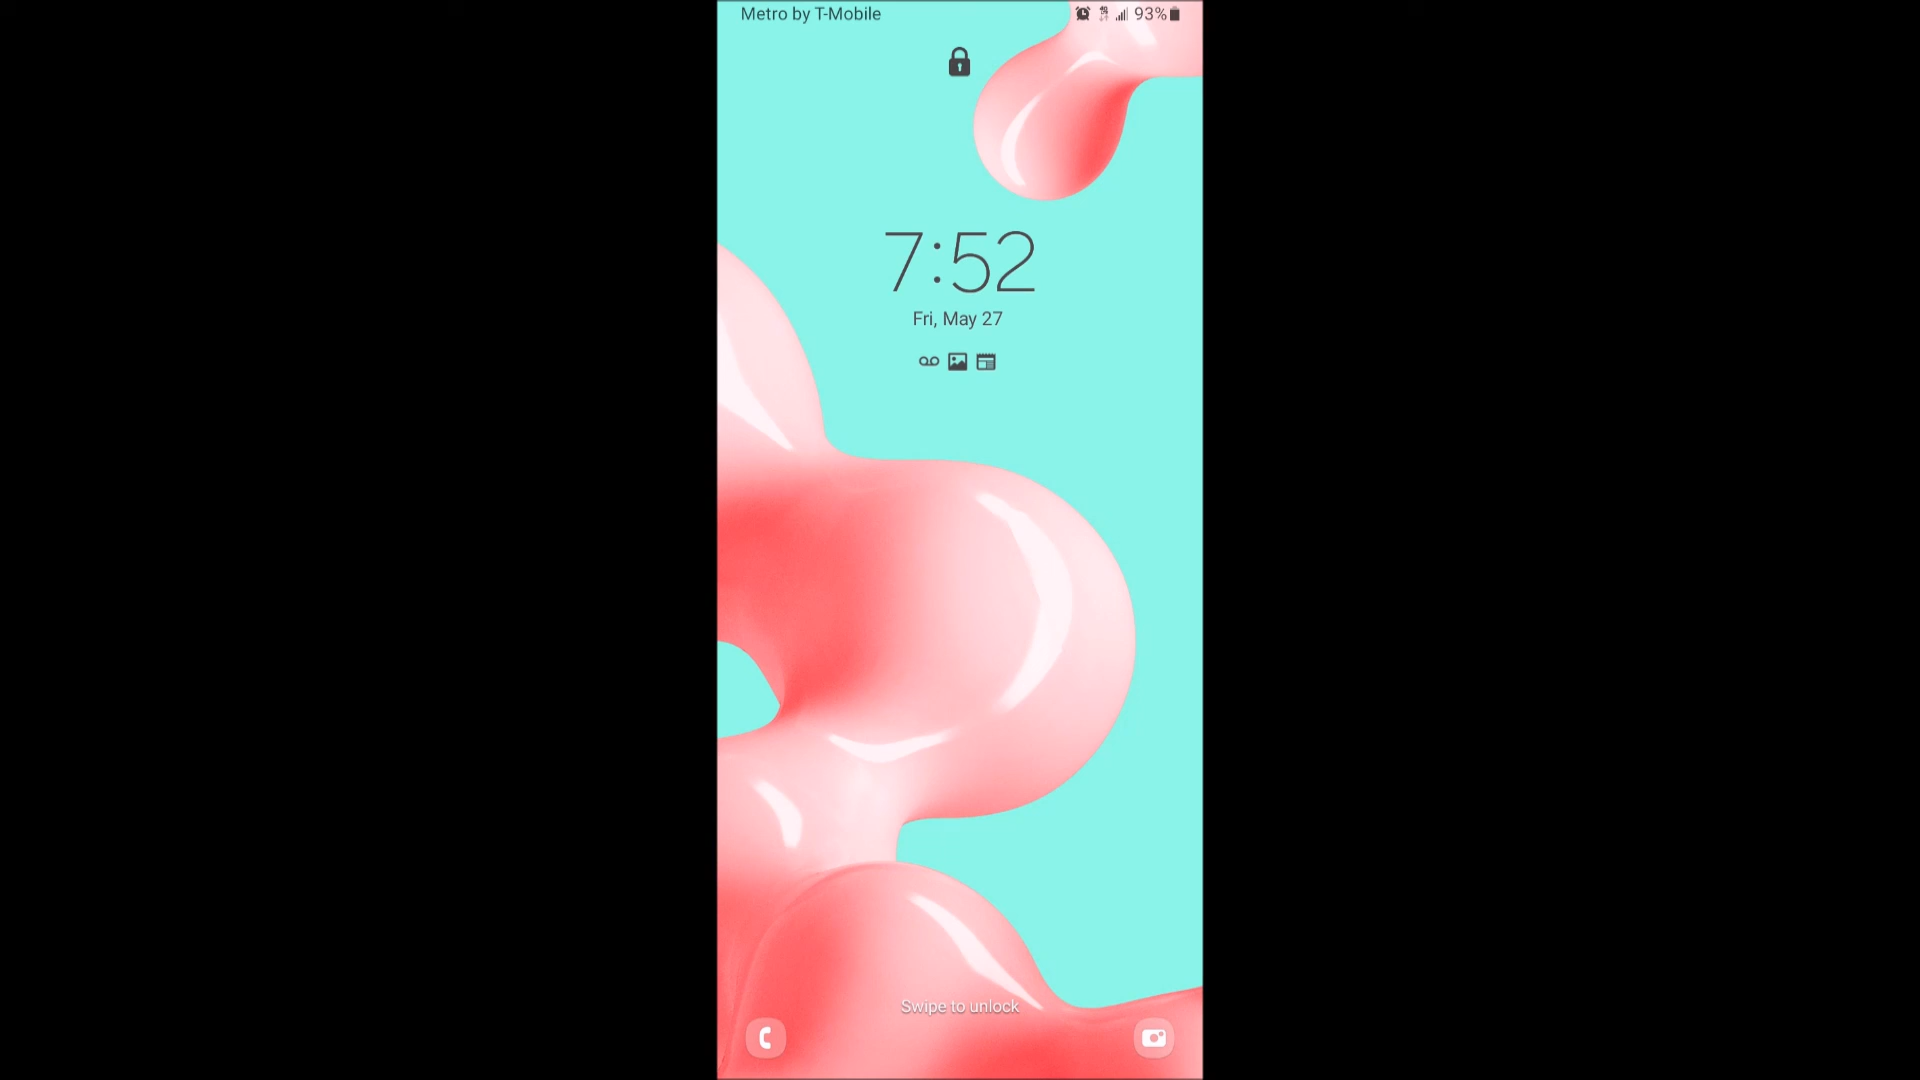 Metro by T-Mobile
93%
7:52
Fri, May 27
Swipe to unlock